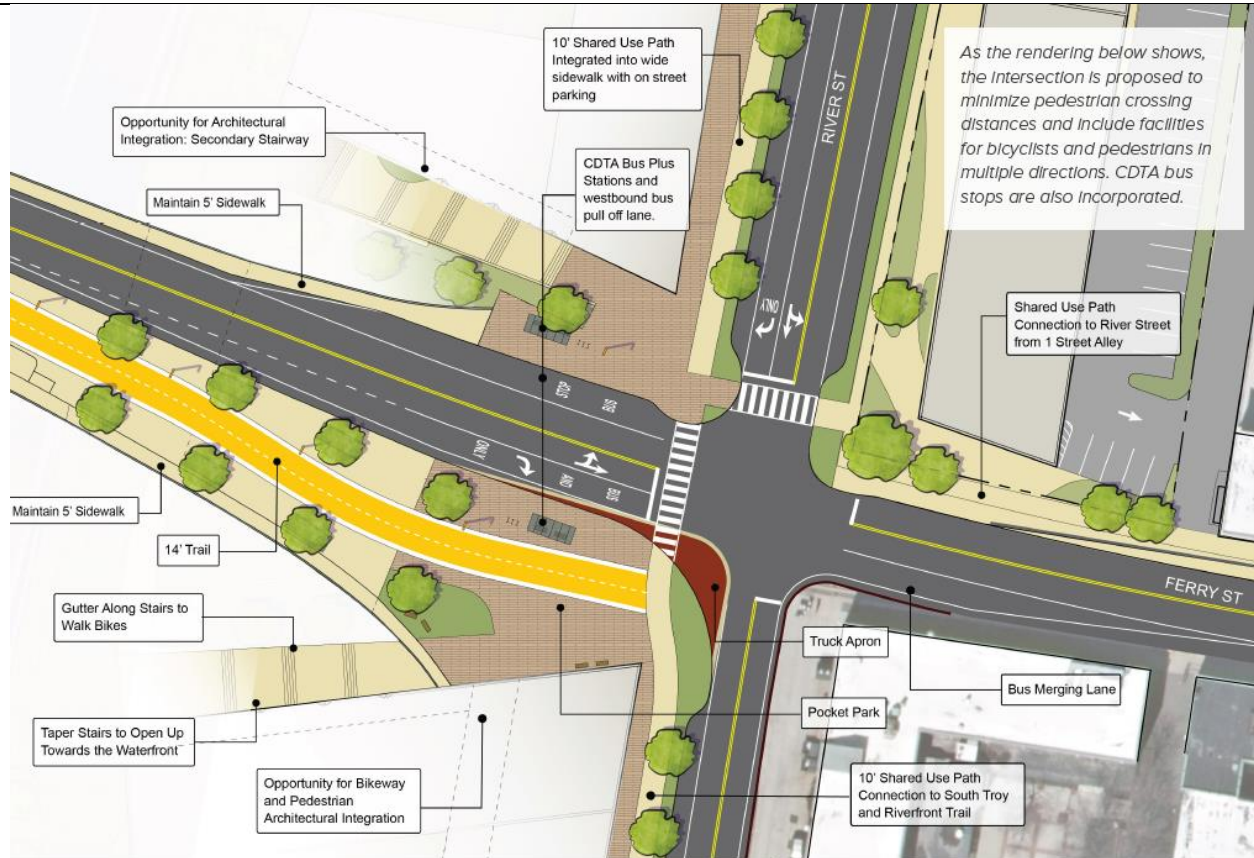 As the rendering below shows,
the intersection is proposed to
minimize pedestrian crossing
distances and include facilities
for bicyclists and pedestrians in
multiple directions. CDTA bus
stops are also incorporated.
10' Shared Use Path
Integrated into wide
sidewalk with on street
parking
RIVER ST
Opportunity for Architectural
Integration: Secondary Stairway
CDTA Bus Plus
Stations and
westbound bus
pull off lane.
Maintain 5' Sidewalk
Shared Use Path
Connection to River Street
from 1 Street Alley
ONLY
STOP
BUS
ONLY
AND
BUS
Maintain 5' Sidewalk
14' Trail
FERRY ST
Gutter Along Stairs to
Walk Bikes
Truck Apron
Bus Merging Lane
Pocket Park
Taper Stairs to Open Up
Towards the Waterfront
Opportunity for Bikeway
and Pedestrian
Architectural Integration
10' Shared Use Path
Connection to South Troy
and Riverfront Trail